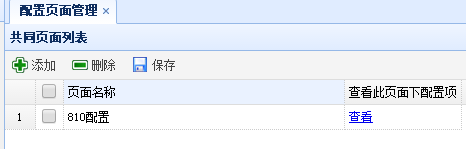 配置页面管理 ×
共同页面列表
添加 删除 保存
页面名称 查看此页面下配置项
1 810配置 查看